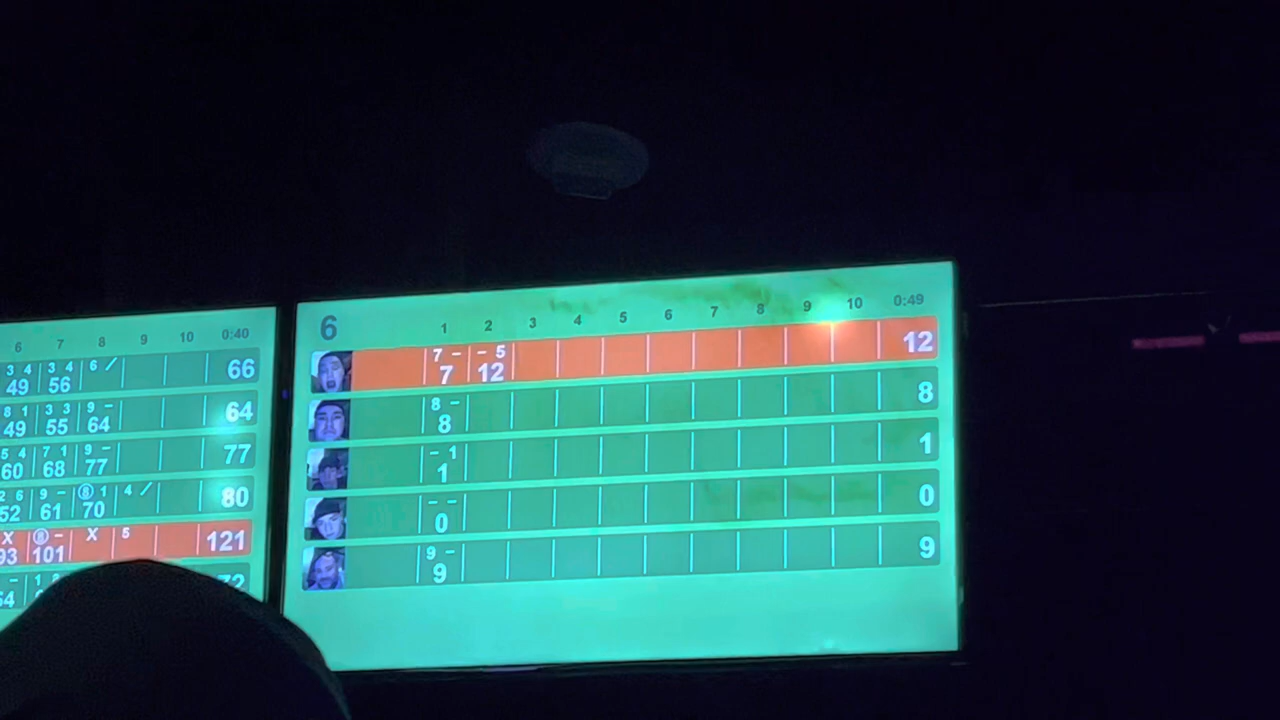 6 7 8 9 10 0:40
3 4 3 4 6 /
49 56 66
8 1 3 3 9 -
49 55 64 64
5 4 7 1 9 -
60 68 77 77
2 6 9 - 8 1 4 /
52 61 70 80
X 8 - X 5
93 101 121
6 1 2 3 4 5 6 7 8 9 10 0:49
7 - - 5
7 12 12
8 -
8 8
- 1
1 1
- -
0 0
9 -
9 9